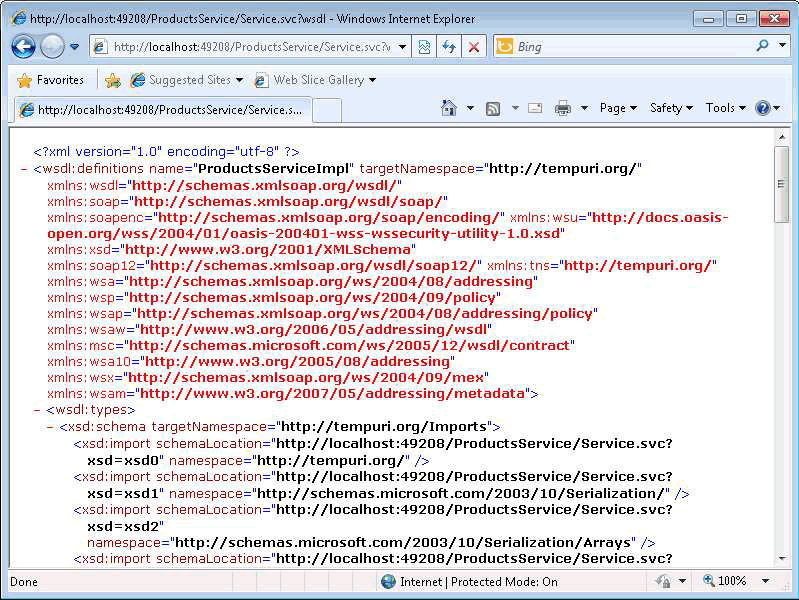 http://localhost:49208/ProductsService/Service.svc?wsdl - Windows Internet Explorer
http://localhost:49208/ProductsService/Service.svc?v
Bing
Favorites Suggested Sites Web Slice Gallery
http://localhost:49208/ProductsService/Service.s... Page Safety Tools
<?xml version="1.0" encoding="utf-8" ?>
- <wsdl:definitions name="ProductsServiceImpl" targetNamespace="http://tempuri.org/"
xmlns:wsdl="http://schemas.xmlsoap.org/wsdl/"
xmlns:soap="http://schemas.xmlsoap.org/wsdl/soap/"
xmlns:soapenc="http://schemas.xmlsoap.org/soap/encoding/" xmlns:wsu="http://docs.oasis-
open.org/wss/2004/01/oasis-200401-wss-wssecurity-utility-1.0.xsd"
xmlns:xsd="http://www.w3.org/2001/XMLSchema"
xmlns:soap12="http://schemas.xmlsoap.org/wsdl/soap12/" xmlns:tns="http://tempuri.org/"
xmlns:wsa="http://schemas.xmlsoap.org/ws/2004/08/addressing"
xmlns:wsp="http://schemas.xmlsoap.org/ws/2004/09/policy"
xmlns:wsap="http://schemas.xmlsoap.org/ws/2004/08/addressing/policy"
xmlns:wsaw="http://www.w3.org/2006/05/addressing/wsdl"
xmlns:msc="http://schemas.microsoft.com/ws/2005/12/wsdl/contract"
xmlns:wsa10="http://www.w3.org/2005/08/addressing"
xmlns:wsx="http://schemas.xmlsoap.org/ws/2004/09/mex"
xmlns:wsam="http://www.w3.org/2007/05/addressing/metadata">
- <wsdl:types>
- <xsd:schema targetNamespace="http://tempuri.org/Imports">
<xsd:import schemaLocation="http://localhost:49208/ProductsService/Service.svc?
xsd=xsd0" namespace="http://tempuri.org/" />
<xsd:import schemaLocation="http://localhost:49208/ProductsService/Service.svc?
xsd=xsd1" namespace="http://schemas.microsoft.com/2003/10/Serialization/" />
<xsd:import schemaLocation="http://localhost:49208/ProductsService/Service.svc?
xsd=xsd2"
namespace="http://schemas.microsoft.com/2003/10/Serialization/Arrays" />
<xsd:import schemaLocation="http://localhost:49208/ProductsService/Service.svc?
Done Internet | Protected Mode: On 100%